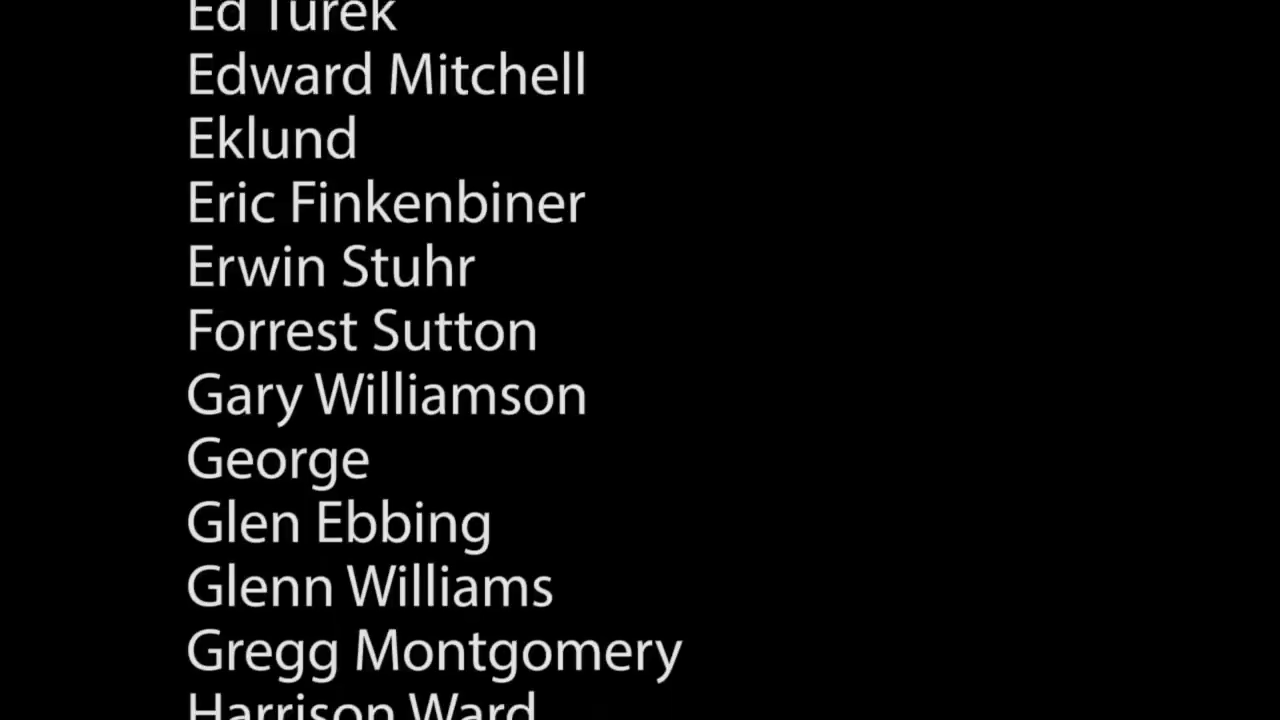 Ed Turek
Edward Mitchell
Eklund
Eric Finkenbiner
Erwin Stuhr
Forrest Sutton
Gary Williamson
George
Glen Ebbing
Glenn Williams
Gregg Montgomery
Harrison Ward